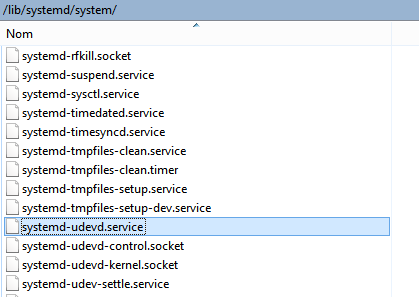 /lib/systemd/system/
Nom
systemd-rfkill.socket
systemd-suspend.service
systemd-sysctl.service
systemd-timedated.service
systemd-timesyncd.service
systemd-tmpfiles-clean.service
systemd-tmpfiles-clean.timer
systemd-tmpfiles-setup.service
systemd-tmpfiles-setup-dev.service
systemd-udevd.service
systemd-udevd-control.socket
systemd-udevd-kernel.socket
systemd-udev-settle.service